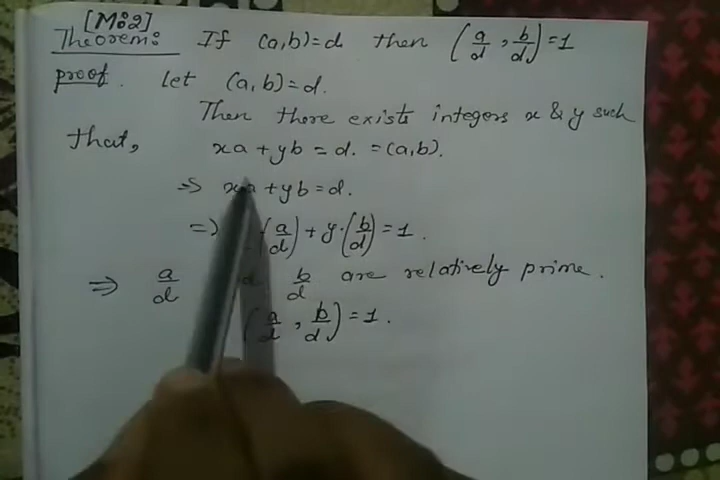 [M:2]
Theorem: If (a,b)=d then (a/d, b/d)=1
proof. Let (a,b)=d.
Then there exists integers x & y such
that, xa + yb = d. = (a,b).
⇒ xa + yb = d.
⇒ (a/d) + y·(b/d) = 1.
⇒ a/d b/d are relatively prime.
(a/d, b/d) = 1.